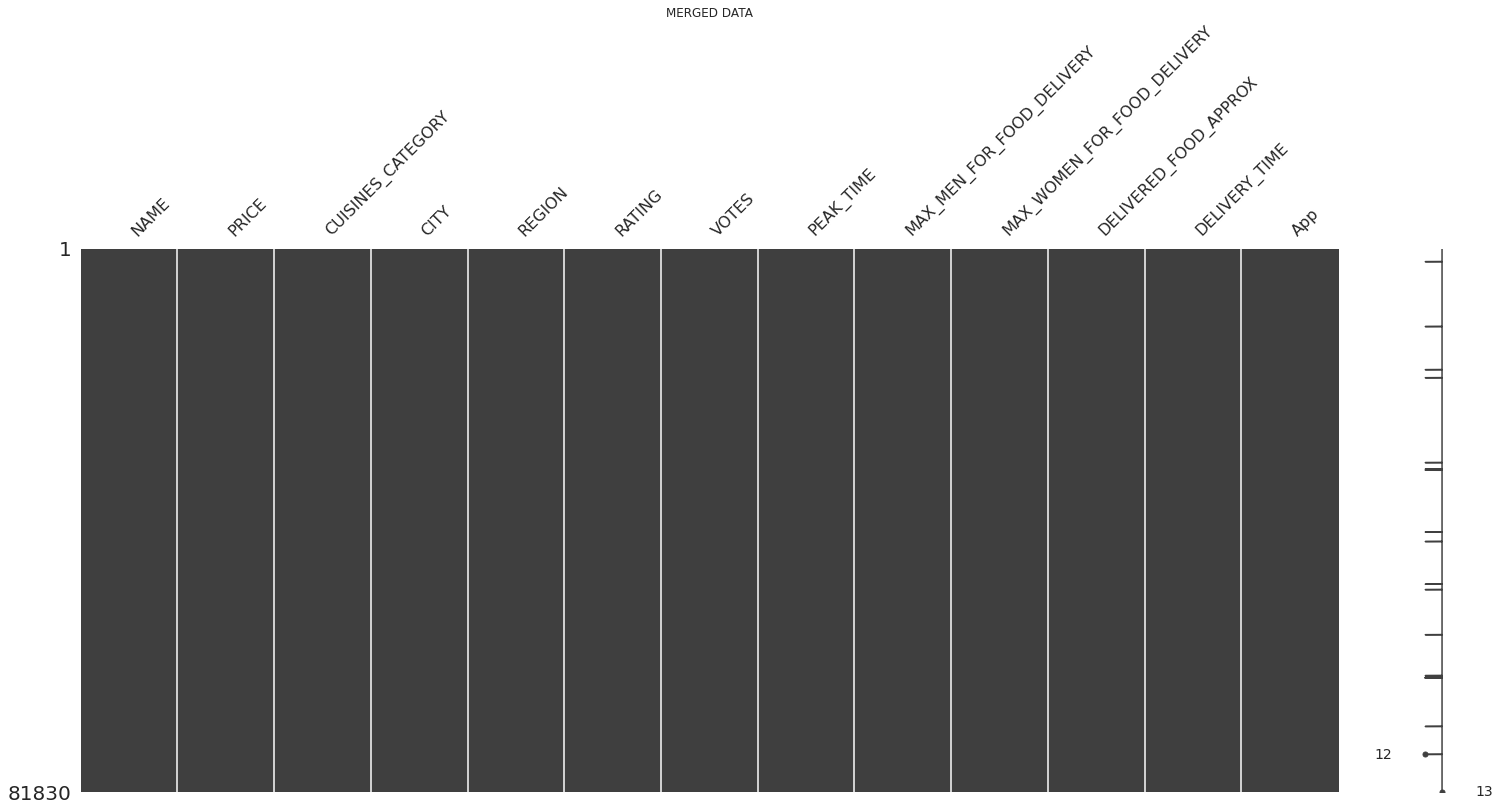 MERGED DATA
NAME
PRICE
CUISINES_CATEGORY
CITY
REGION
RATING
VOTES
PEAK_TIME
MAX_MEN_FOR_FOOD_DELIVERY
MAX_WOMEN_FOR_FOOD_DELIVERY
DELIVERED_FOOD_APPROX
DELIVERY_TIME
App
1
12
81830
13